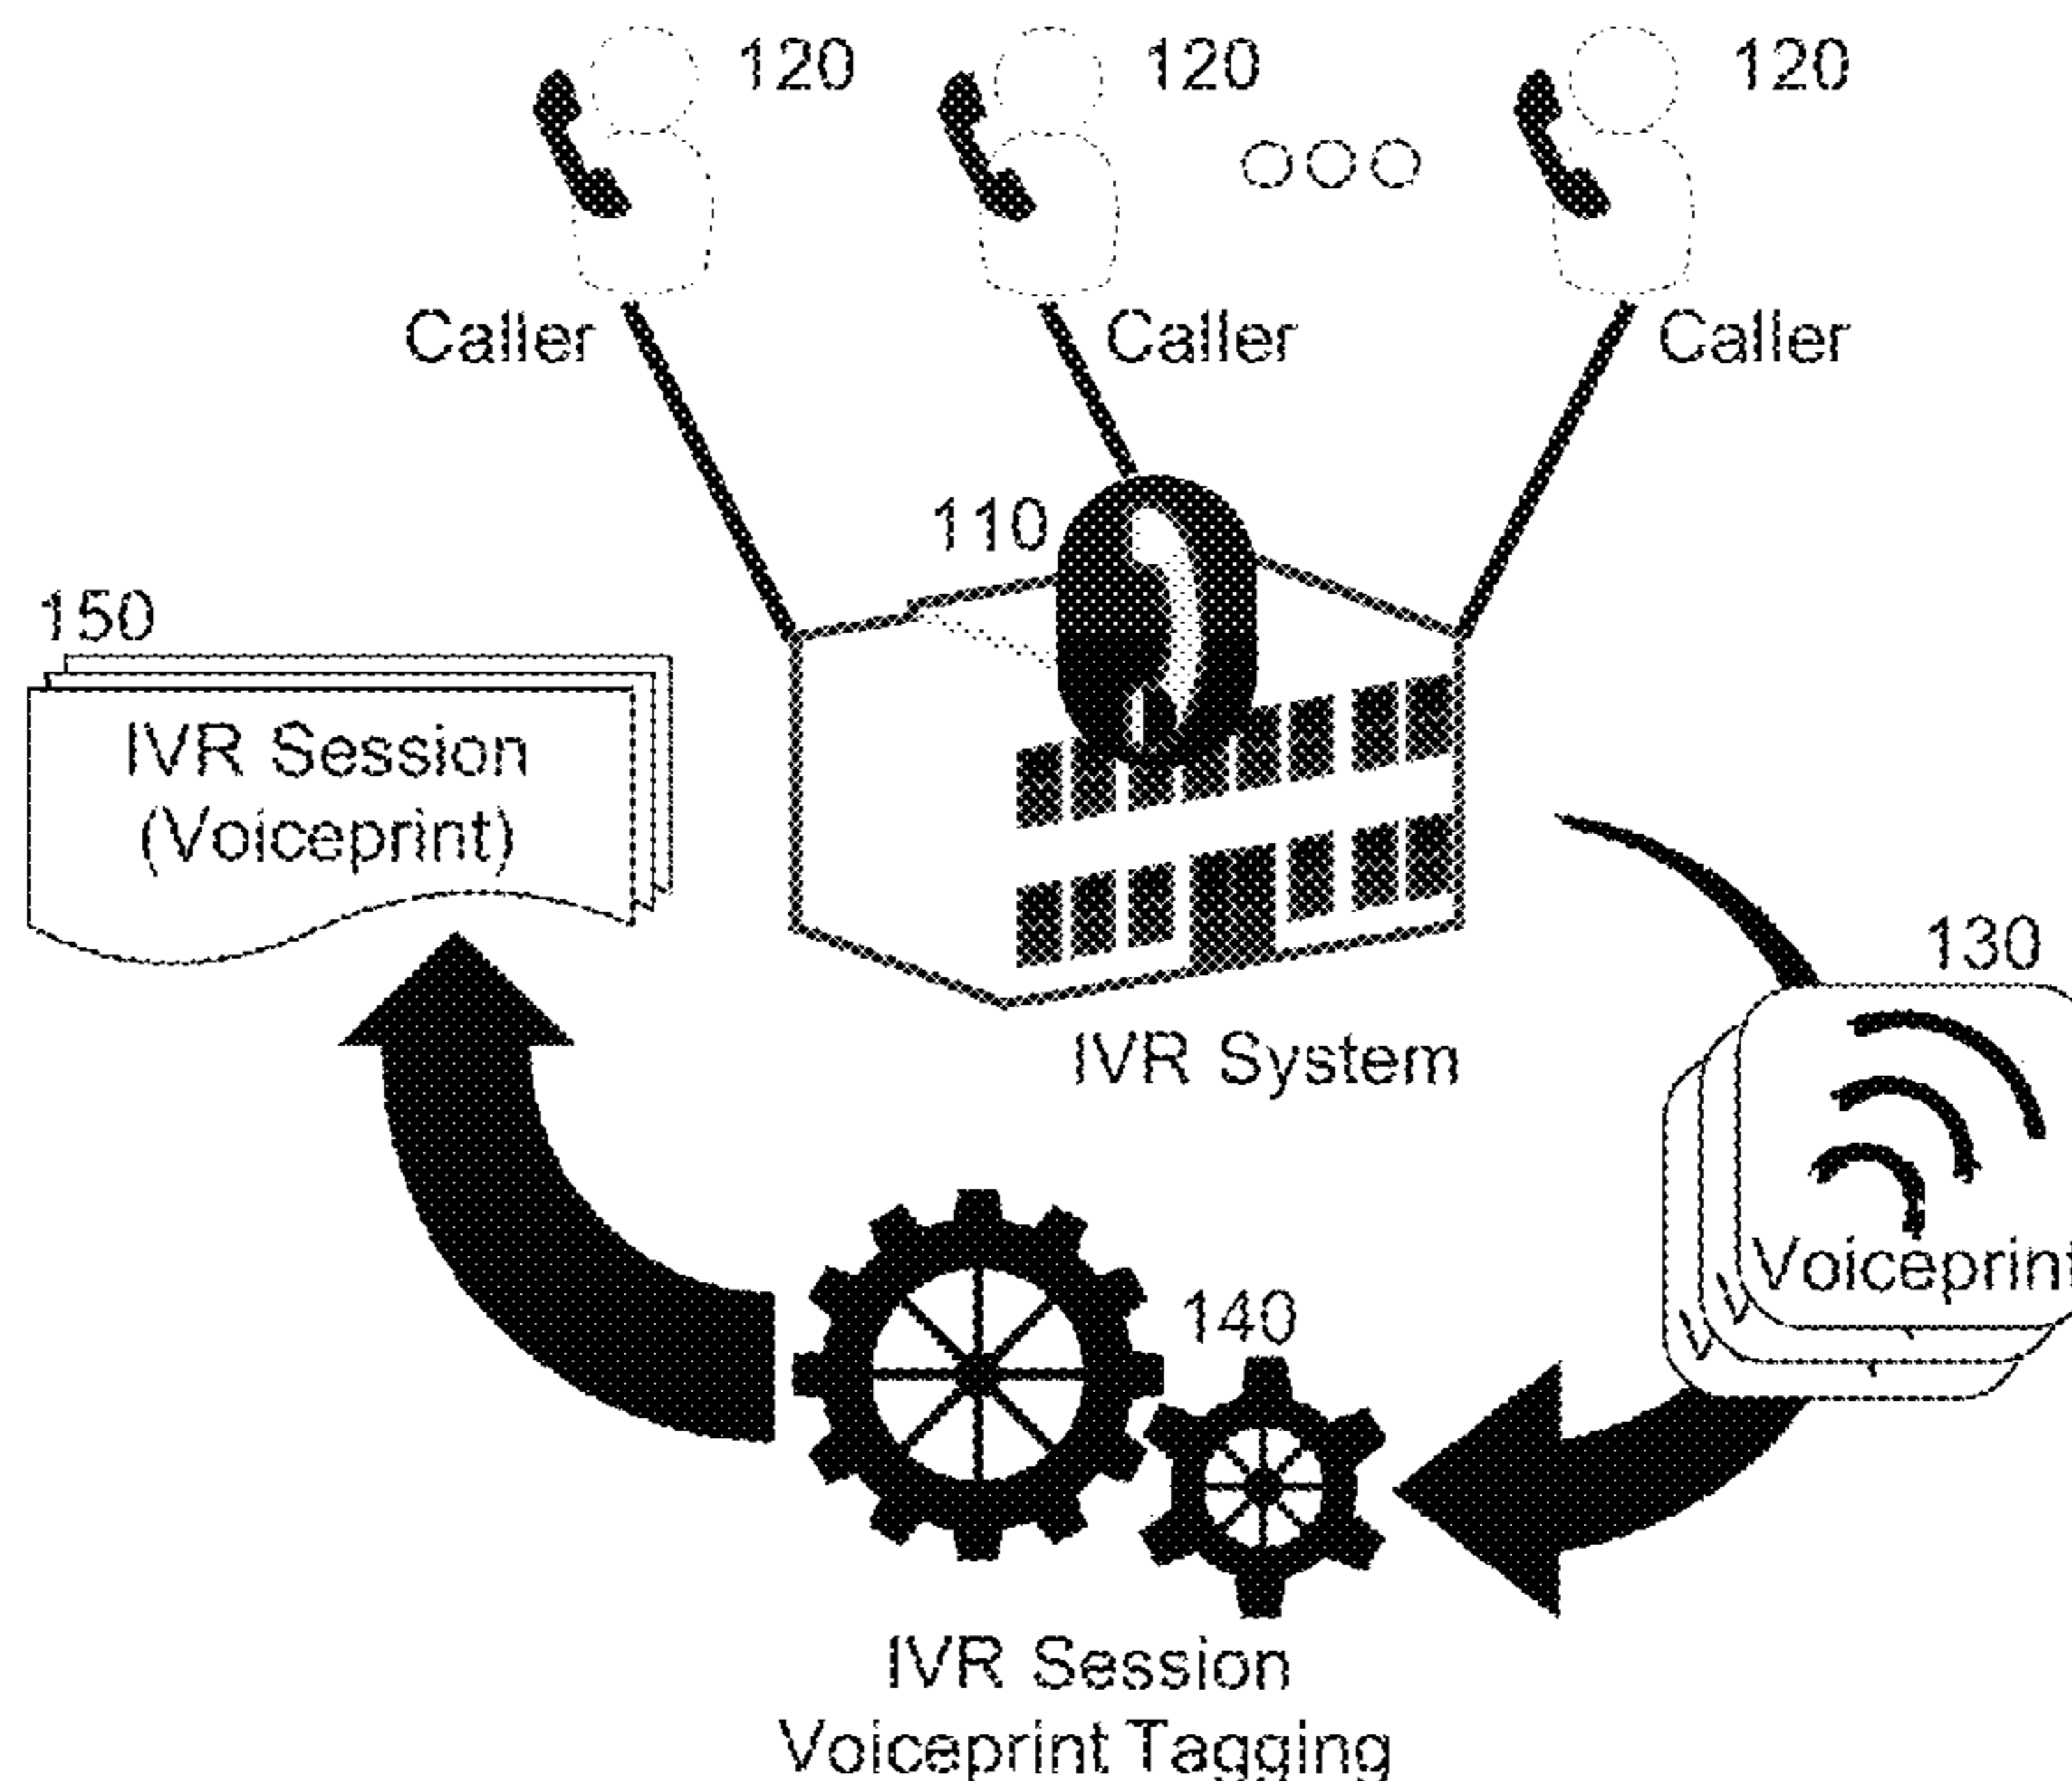 120 120 120
Caller Caller Caller
110
150
IVR Session
(Voiceprint)
130
IVR System
Voiceprint
140
IVR Session
Voiceprint Tagging